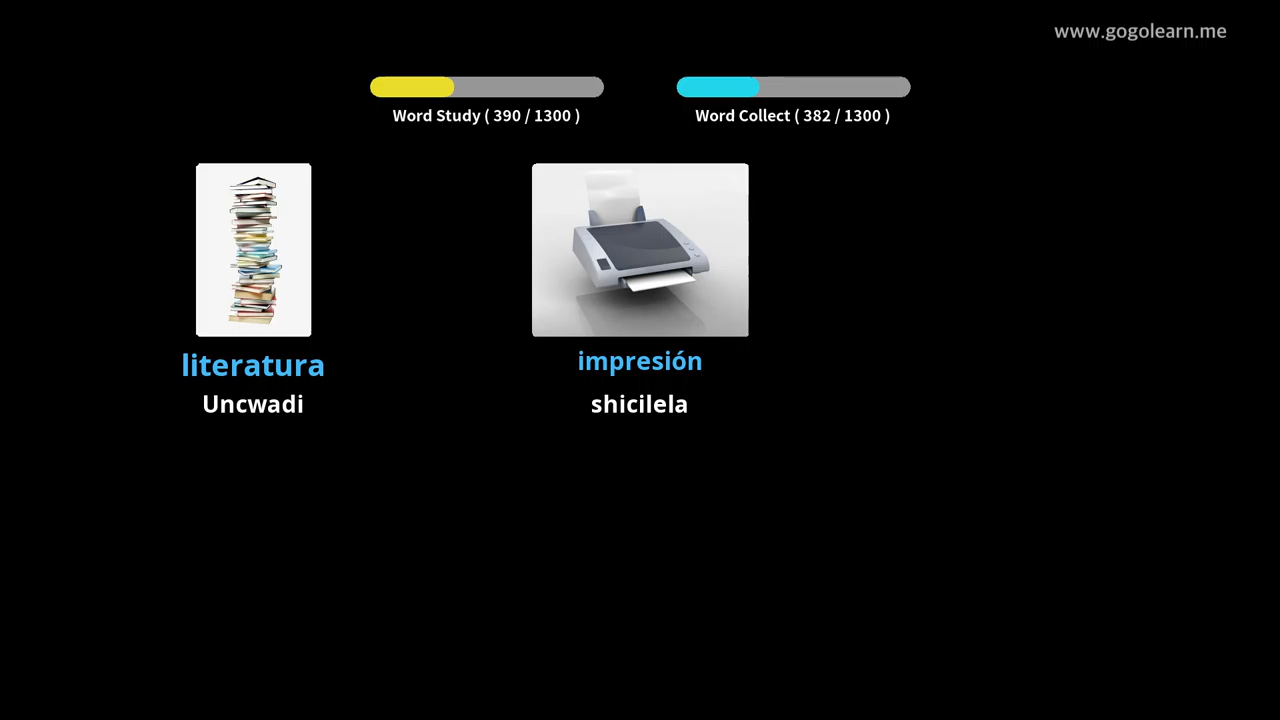 www.gogolearn.me
Word Study ( 390 / 1300 )
Word Collect ( 382 / 1300 )
literatura
Uncwadi
impresión
shicilela